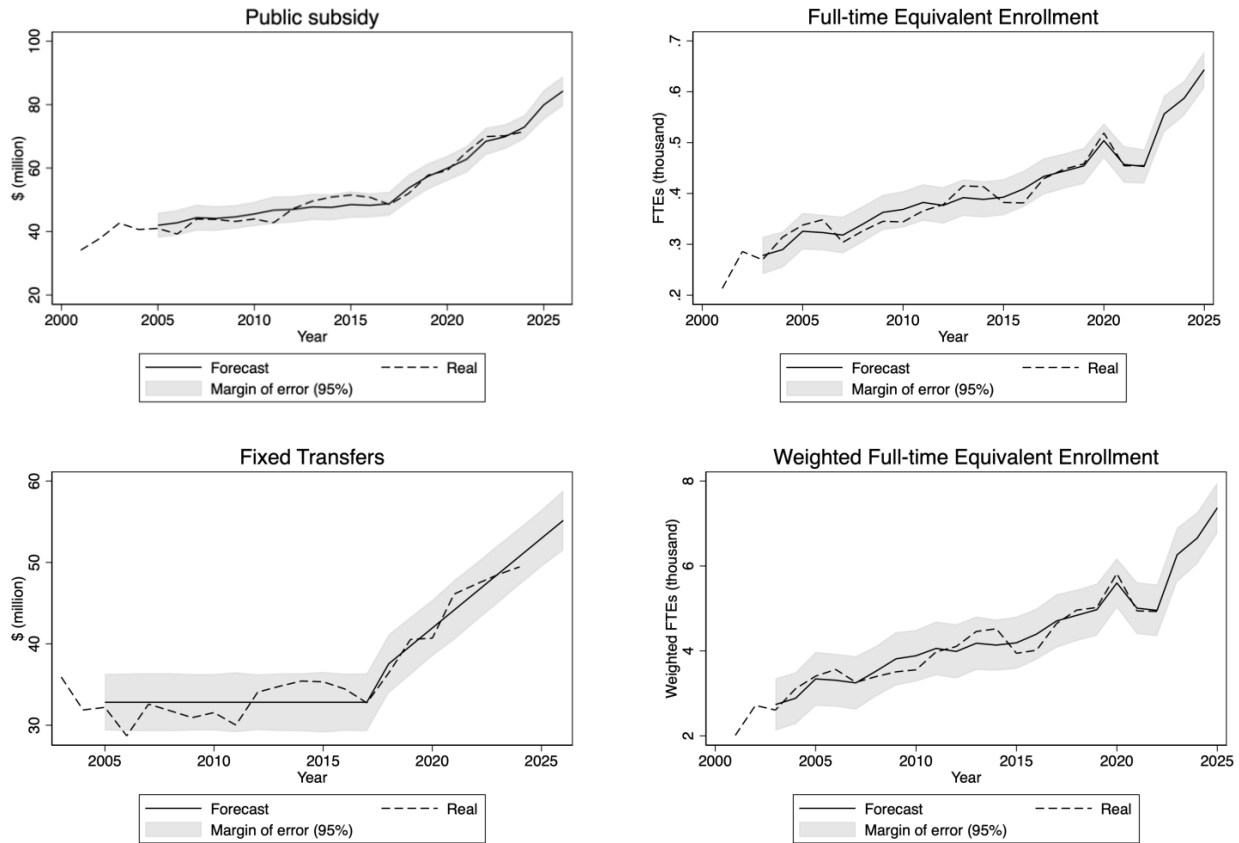 Public subsidy
100
80
60
40
20
$ (million)
2000 2005 2010 2015 2020 2025
Year
Forecast Real
Margin of error (95%)
Full-time Equivalent Enrollment
.7
.6
.5
.4
.3
.2
FTEs (thousand)
2000 2005 2010 2015 2020 2025
Year
Forecast Real
Margin of error (95%)
Fixed Transfers
60
50
40
30
$ (million)
2005 2010 2015 2020 2025
Year
Forecast Real
Margin of error (95%)
Weighted Full-time Equivalent Enrollment
8
6
4
2
Weighted FTEs (thousand)
2000 2005 2010 2015 2020 2025
Year
Forecast Real
Margin of error (95%)